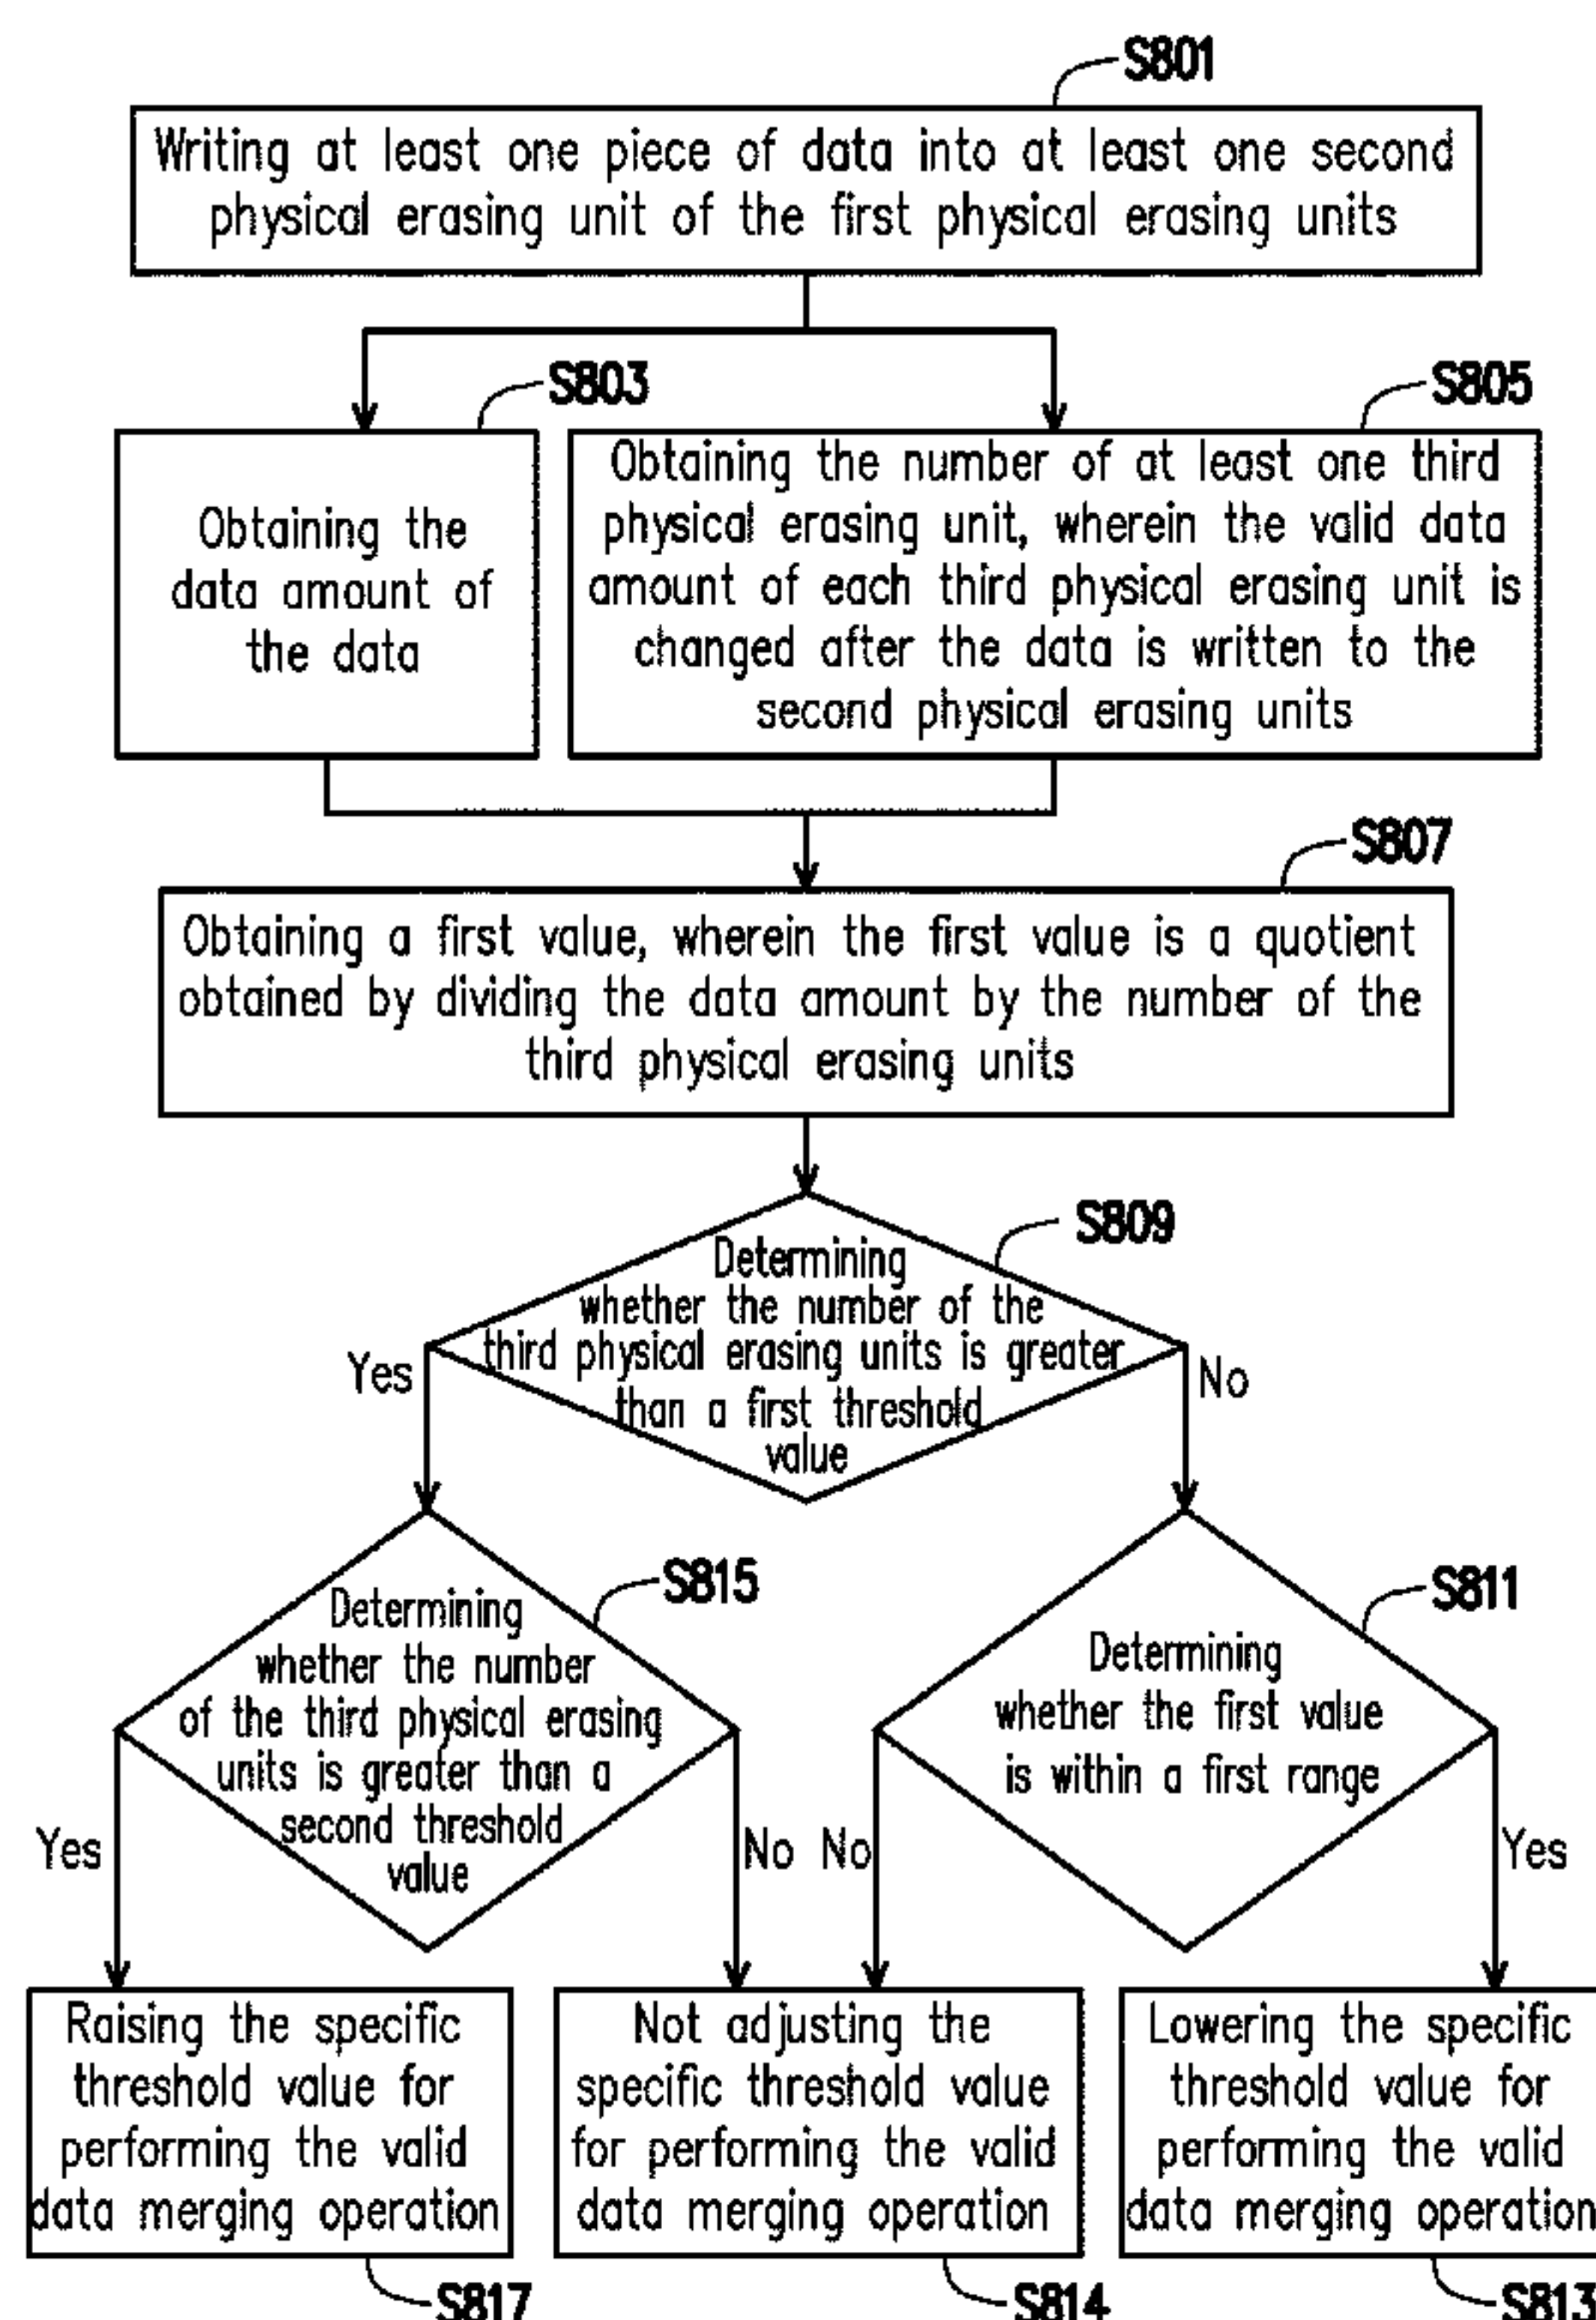 S801
Writing at least one piece of data into at least one second
physical erasing unit of the first physical erasing units
S803
Obtaining the
data amount of
the data
S805
Obtaining the number of at least one third
physical erasing unit, wherein the valid data
amount of each third physical erasing unit is
changed after the data is written to the
second physical erasing units
S807
Obtaining a first value, wherein the first value is a quotient
obtained by dividing the data amount by the number of the
third physical erasing units
S809
Determining
whether the number of the
third physical erasing units is greater
than a first threshold
value
Yes
No
S815
Determining
whether the number
of the third physical erasing
units is greater than a
second threshold
value
Yes
No
S811
Determining
whether the first value
is within a first range
No
Yes
Raising the specific
threshold value for
performing the valid
data merging operation
S817
Not adjusting the
specific threshold value
for performing the valid
data merging operation
S814
Lowering the specific
threshold value for
performing the valid
data merging operation
S813